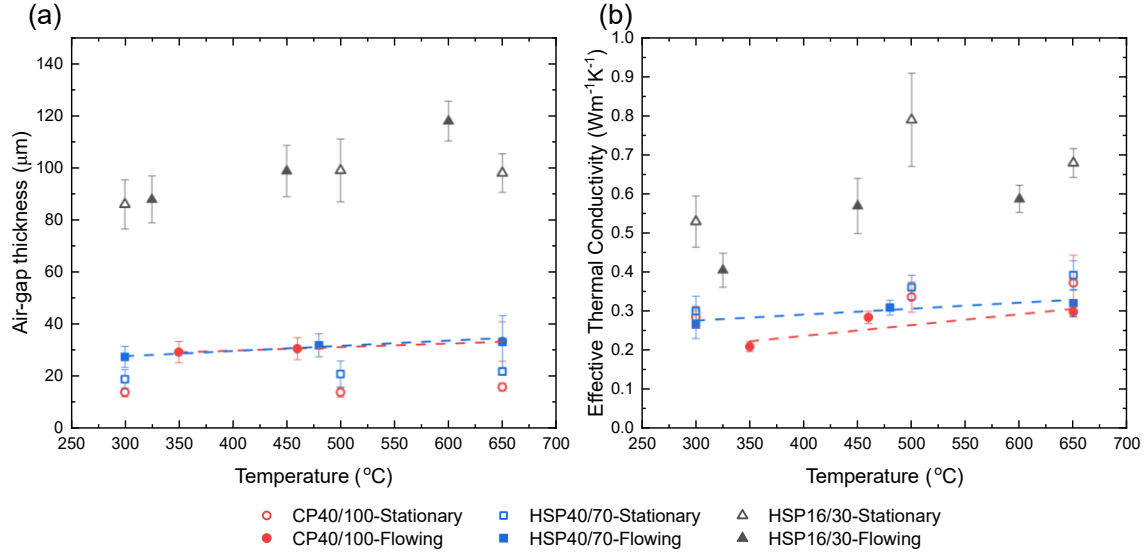 (a)
Air-gap thickness (μm)
140
120
100
80
60
40
20
0
250 300 350 400 450 500 550 600 650 700
Temperature (°C)
(b)
Effective Thermal Conductivity (Wm⁻¹K⁻¹)
1.0
0.9
0.8
0.7
0.6
0.5
0.4
0.3
0.2
0.1
0.0
250 300 350 400 450 500 550 600 650 700
Temperature (°C)
CP40/100-Stationary HSP40/70-Stationary HSP16/30-Stationary
CP40/100-Flowing HSP40/70-Flowing HSP16/30-Flowing